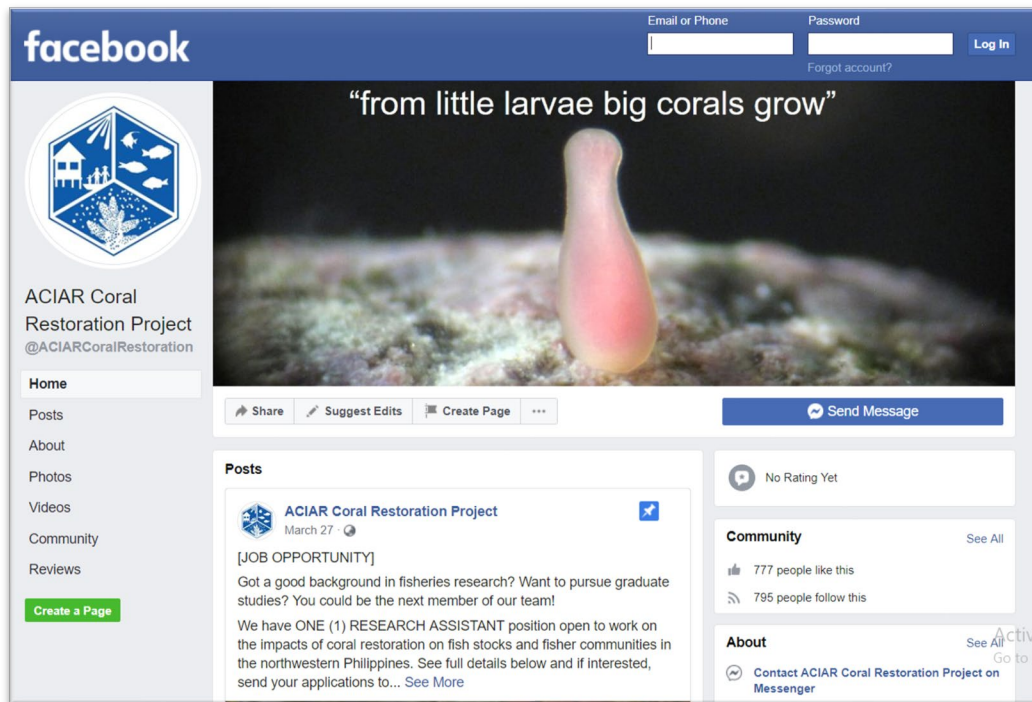 facebook
Email or Phone
Password
Log In
Forgot account?
“from little larvae big corals grow”
ACIAR Coral
Restoration Project
@ACIARCoralRestoration
Home
Posts
About
Photos
Videos
Community
Reviews
Create a Page
Share
Suggest Edits
Create Page
Send Message
Posts
ACIAR Coral Restoration Project
March 27 ·
[JOB OPPORTUNITY]
Got a good background in fisheries research? Want to pursue graduate
studies? You could be the next member of our team!
We have ONE (1) RESEARCH ASSISTANT position open to work on
the impacts of coral restoration on fish stocks and fisher communities in
the northwestern Philippines. See full details below and if interested,
send your applications to... See More
No Rating Yet
Community
See All
777 people like this
795 people follow this
About
See All
Contact ACIAR Coral Restoration Project on
Messenger
Go to